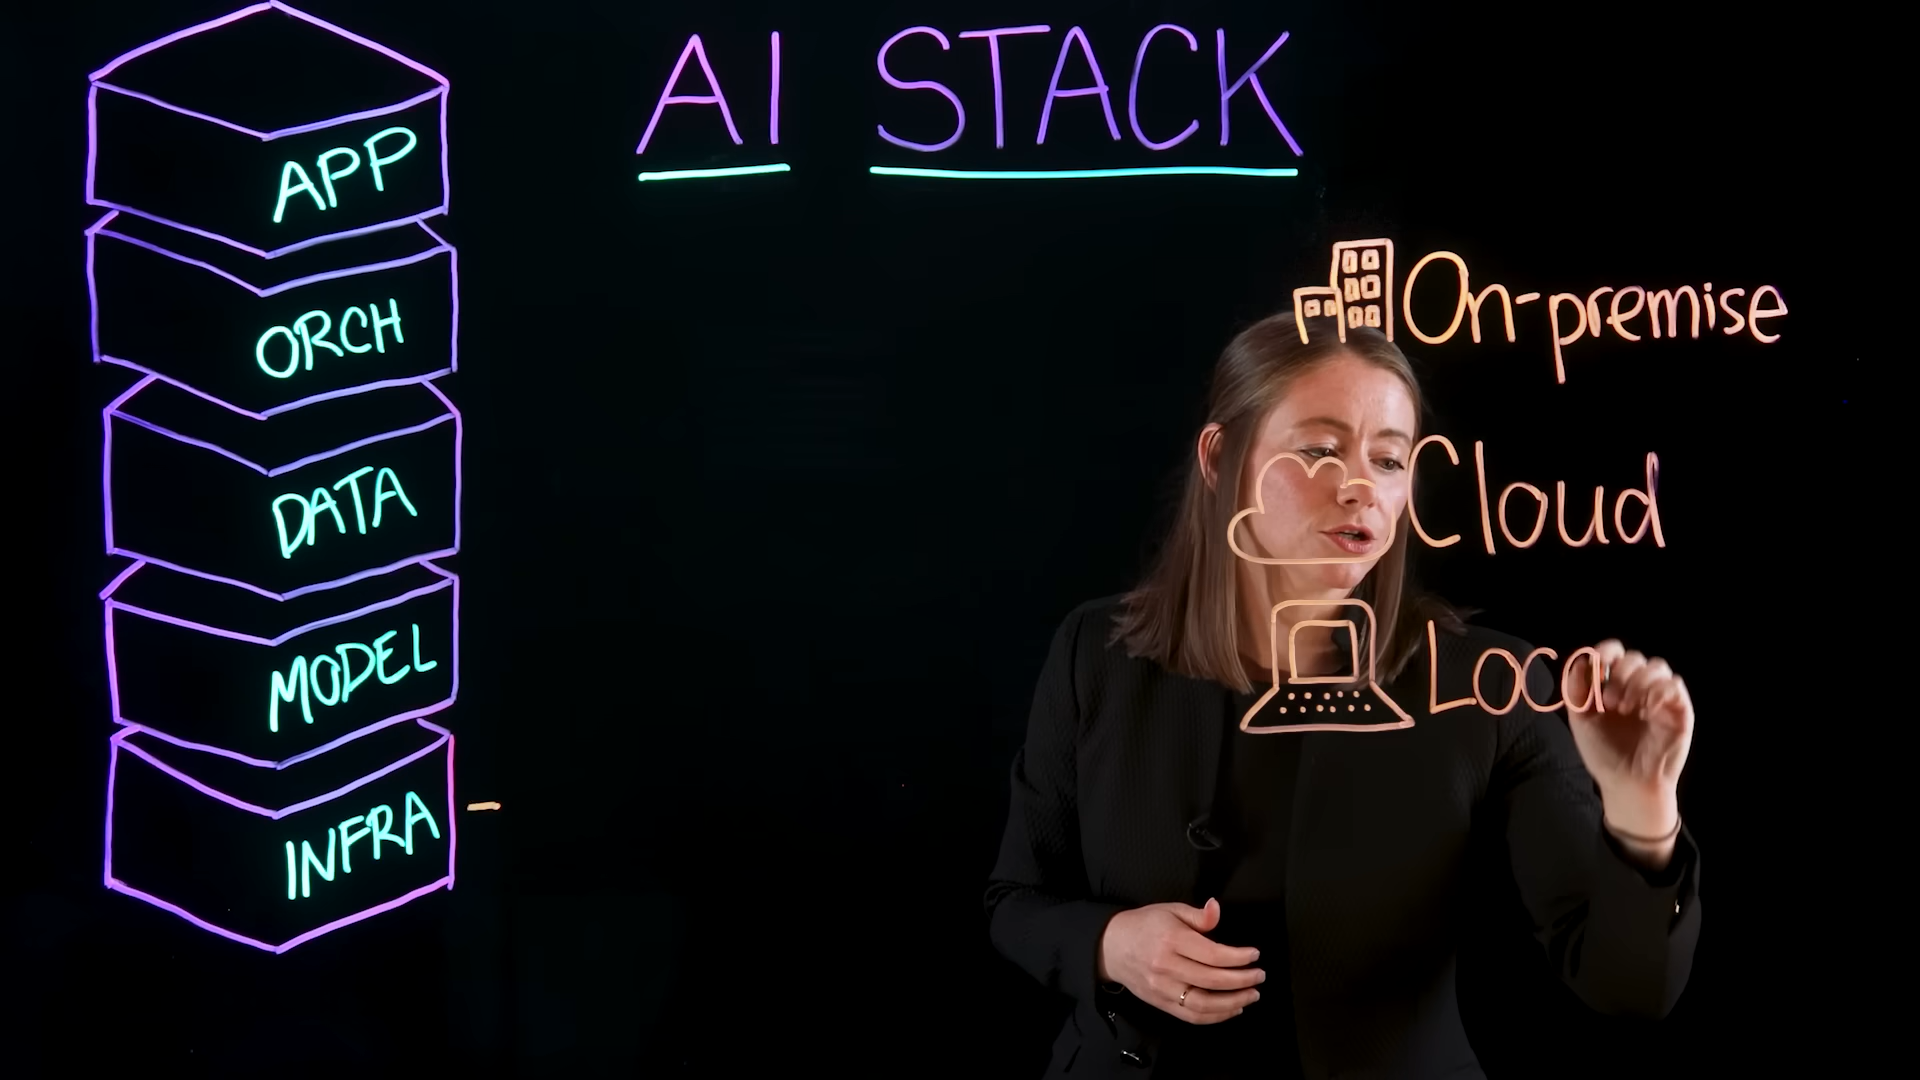 AI STACK
APP
ORCH
DATA
MODEL
INFRA -
On-premise
Cloud
Loca